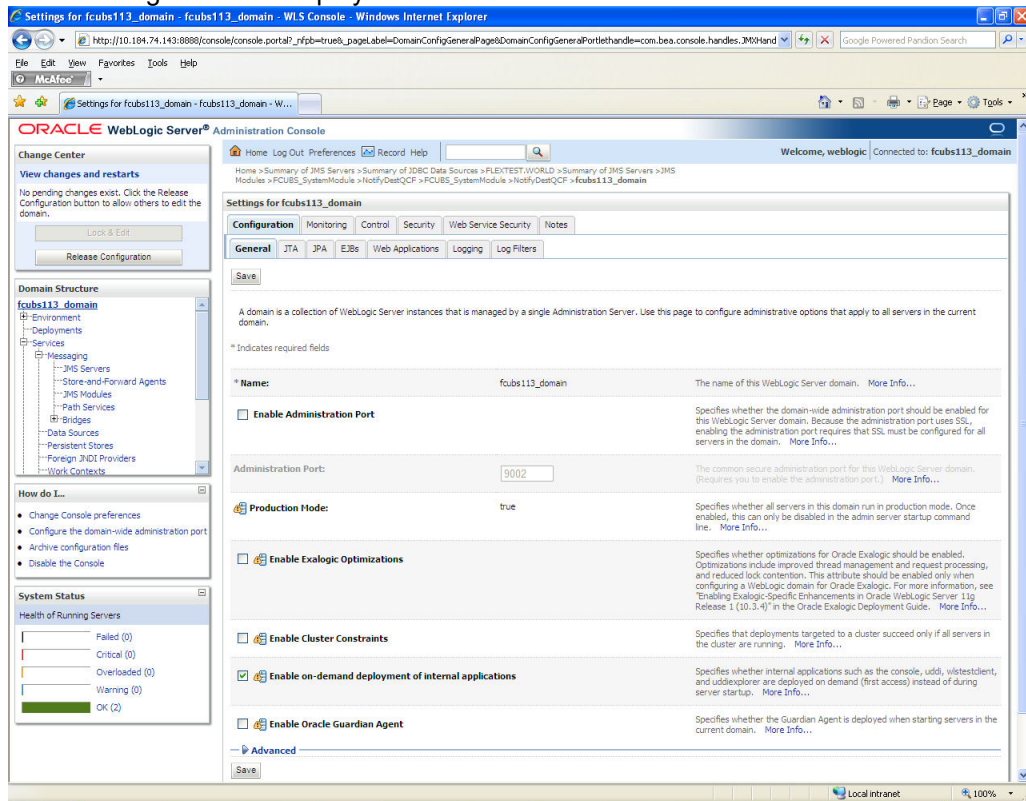 Settings for fcubs113_domain - fcubs113_domain - WLS Console - Windows Internet Explorer
http://10.184.74.143:8888/console/console.portal?_nfpb=true&_pageLabel=DomainConfigGeneralPage&DomainConfigGeneralPortlethandle=com.bea.console.handles.JMXHand
Google Powered Pandion Search
File Edit View Favorites Tools Help
McAfee
Settings for fcubs113_domain - fcubs113_domain - W...
Page Tools
ORACLE WebLogic Server® Administration Console
Change Center
View changes and restarts
No pending changes exist. Click the Release
Configuration button to allow others to edit the
domain.
Lock & Edit
Release Configuration
Domain Structure
fcubs113_domain
Environment
Deployments
Services
Messaging
JMS Servers
Store-and-Forward Agents
JMS Modules
Path Services
Bridges
Data Sources
Persistent Stores
Foreign JNDI Providers
Work Contexts
How do I...
Change Console preferences
Configure the domain-wide administration port
Archive configuration files
Disable the Console
System Status
Health of Running Servers
Failed (0)
Critical (0)
Overloaded (0)
Warning (0)
OK (2)
Home Log Out Preferences Record Help
Welcome, weblogic Connected to: fcubs113_domain
Home >Summary of JMS Servers >Summary of JDBC Data Sources >FLEXTEST.WORLD >Summary of JMS Servers >JMS
Modules >FCUBS_SystemModule >NotifyDestQCF >FCUBS_SystemModule >NotifyDestQCF >fcubs113_domain
Settings for fcubs113_domain
Configuration Monitoring Control Security Web Service Security Notes
General JTA JPA EJBs Web Applications Logging Log Filters
Save
A domain is a collection of WebLogic Server instances that is managed by a single Administration Server. Use this page to configure administrative options that apply to all servers in the current
domain.
* Indicates required fields
* Name: fcubs113_domain The name of this WebLogic Server domain. More Info...
Enable Administration Port
Specifies whether the domain-wide administration port should be enabled for
this WebLogic Server domain. Because the administration port uses SSL,
enabling the administration port requires that SSL must be configured for all
servers in the domain. More Info...
Administration Port: 9002
The common secure administration port for this WebLogic Server domain.
(Requires you to enable the administration port.) More Info...
Production Mode: true
Specifies whether all servers in this domain run in production mode. Once
enabled, this can only be disabled in the admin server startup command
line. More Info...
Enable Exalogic Optimizations
Specifies whether optimizations for Oracle Exalogic should be enabled.
Optimizations include improved thread management and request processing,
and reduced lock contention. This attribute should be enabled only when
configuring a WebLogic domain for Oracle Exalogic. For more information, see
"Enabling Exalogic-Specific Enhancements in Oracle WebLogic Server 11g
Release 1 (10.3.4)" in the Oracle Exalogic Deployment Guide. More Info...
Enable Cluster Constraints
Specifies that deployments targeted to a cluster succeed only if all servers in
the cluster are running. More Info...
Enable on-demand deployment of internal applications
Specifies whether internal applications such as the console, uddi, wlstestclient,
and uddiexplorer are deployed on demand (first access) instead of during
server startup. More Info...
Enable Oracle Guardian Agent
Specifies whether the Guardian Agent is deployed when starting servers in the
current domain. More Info...
Advanced
Save
Local intranet 100%